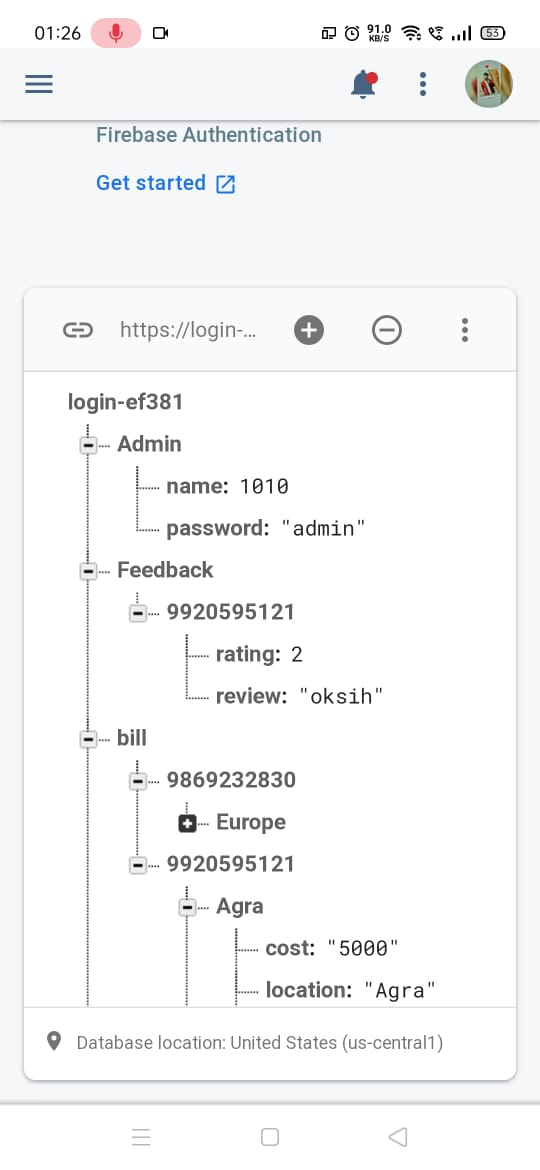 01:26 91.0 KB/S 53
Firebase Authentication
Get started
https://login-...
login-ef381
Admin
name: 1010
password: "admin"
Feedback
9920595121
rating: 2
review: "oksih"
bill
9869232830
Europe
9920595121
Agra
cost: "5000"
location: "Agra"
Database location: United States (us-central1)